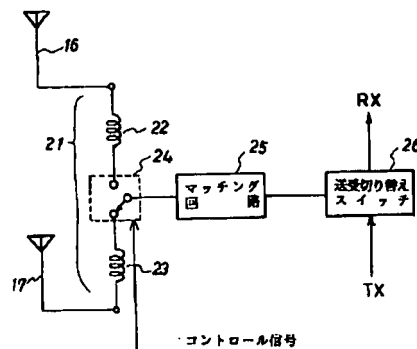 16
RX
21
22
24
25
26
マッチング
回 路
送受切り替え
スイッチ
23
17
TX
コントロール信号